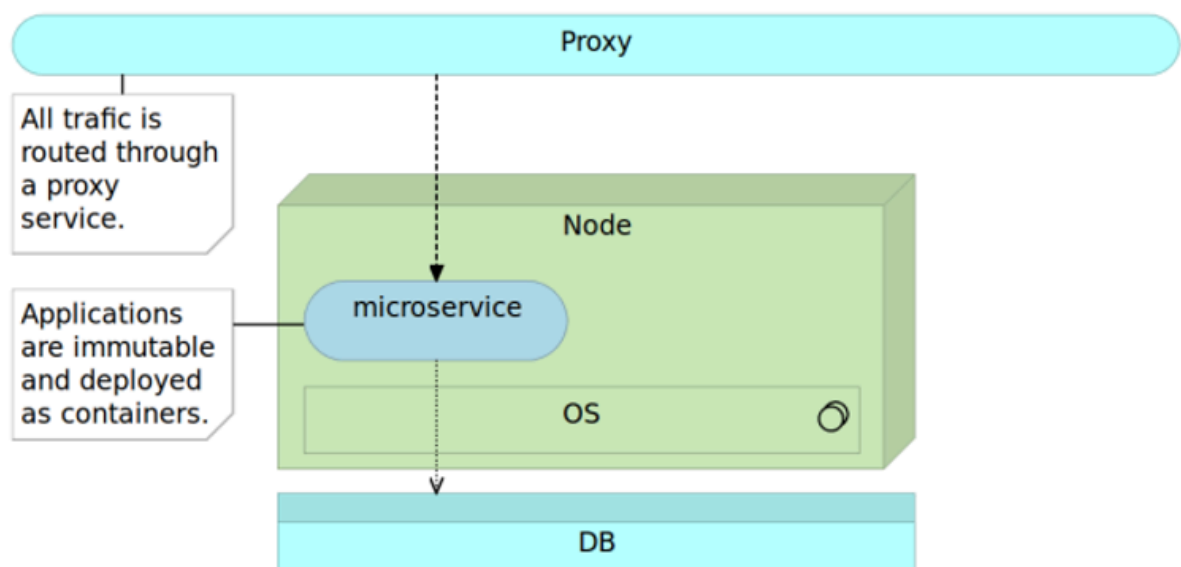 Proxy
All trafic is
routed through
a proxy
service.
Node
microservice
Applications
are immutable
and deployed
as containers.
OS
DB